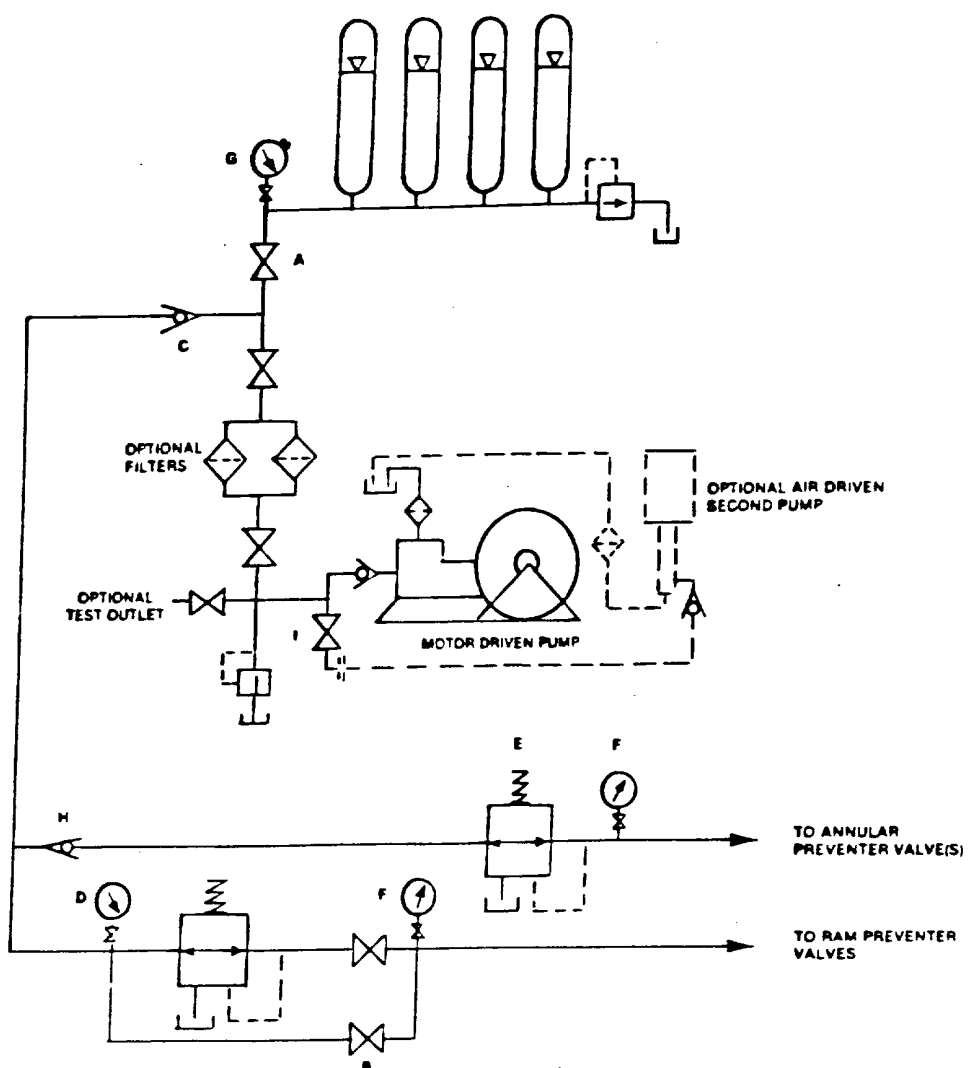 G
A
C
OPTIONAL
FILTERS
OPTIONAL AIR DRIVEN
SECOND PUMP
OPTIONAL
TEST OUTLET
I
MOTOR DRIVEN PUMP
E
F
H
TO ANNULAR
PREVENTER VALVE(S)
D
F
TO RAM PREVENTER
VALVES